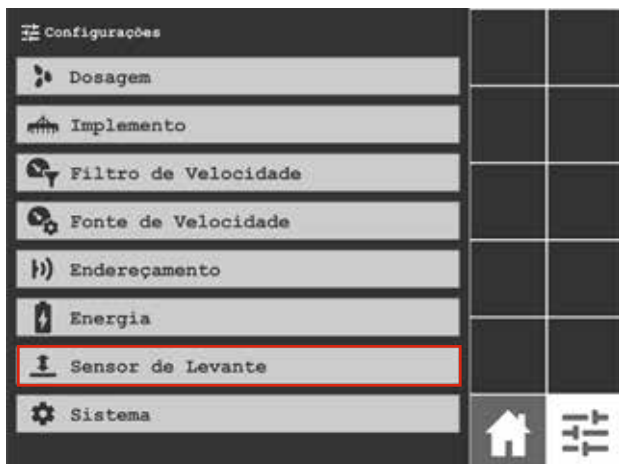 Configurações
Dosagem
Implemento
Filtro de Velocidade
Fonte de Velocidade
Endereçamento
Energia
Sensor de Levante
Sistema